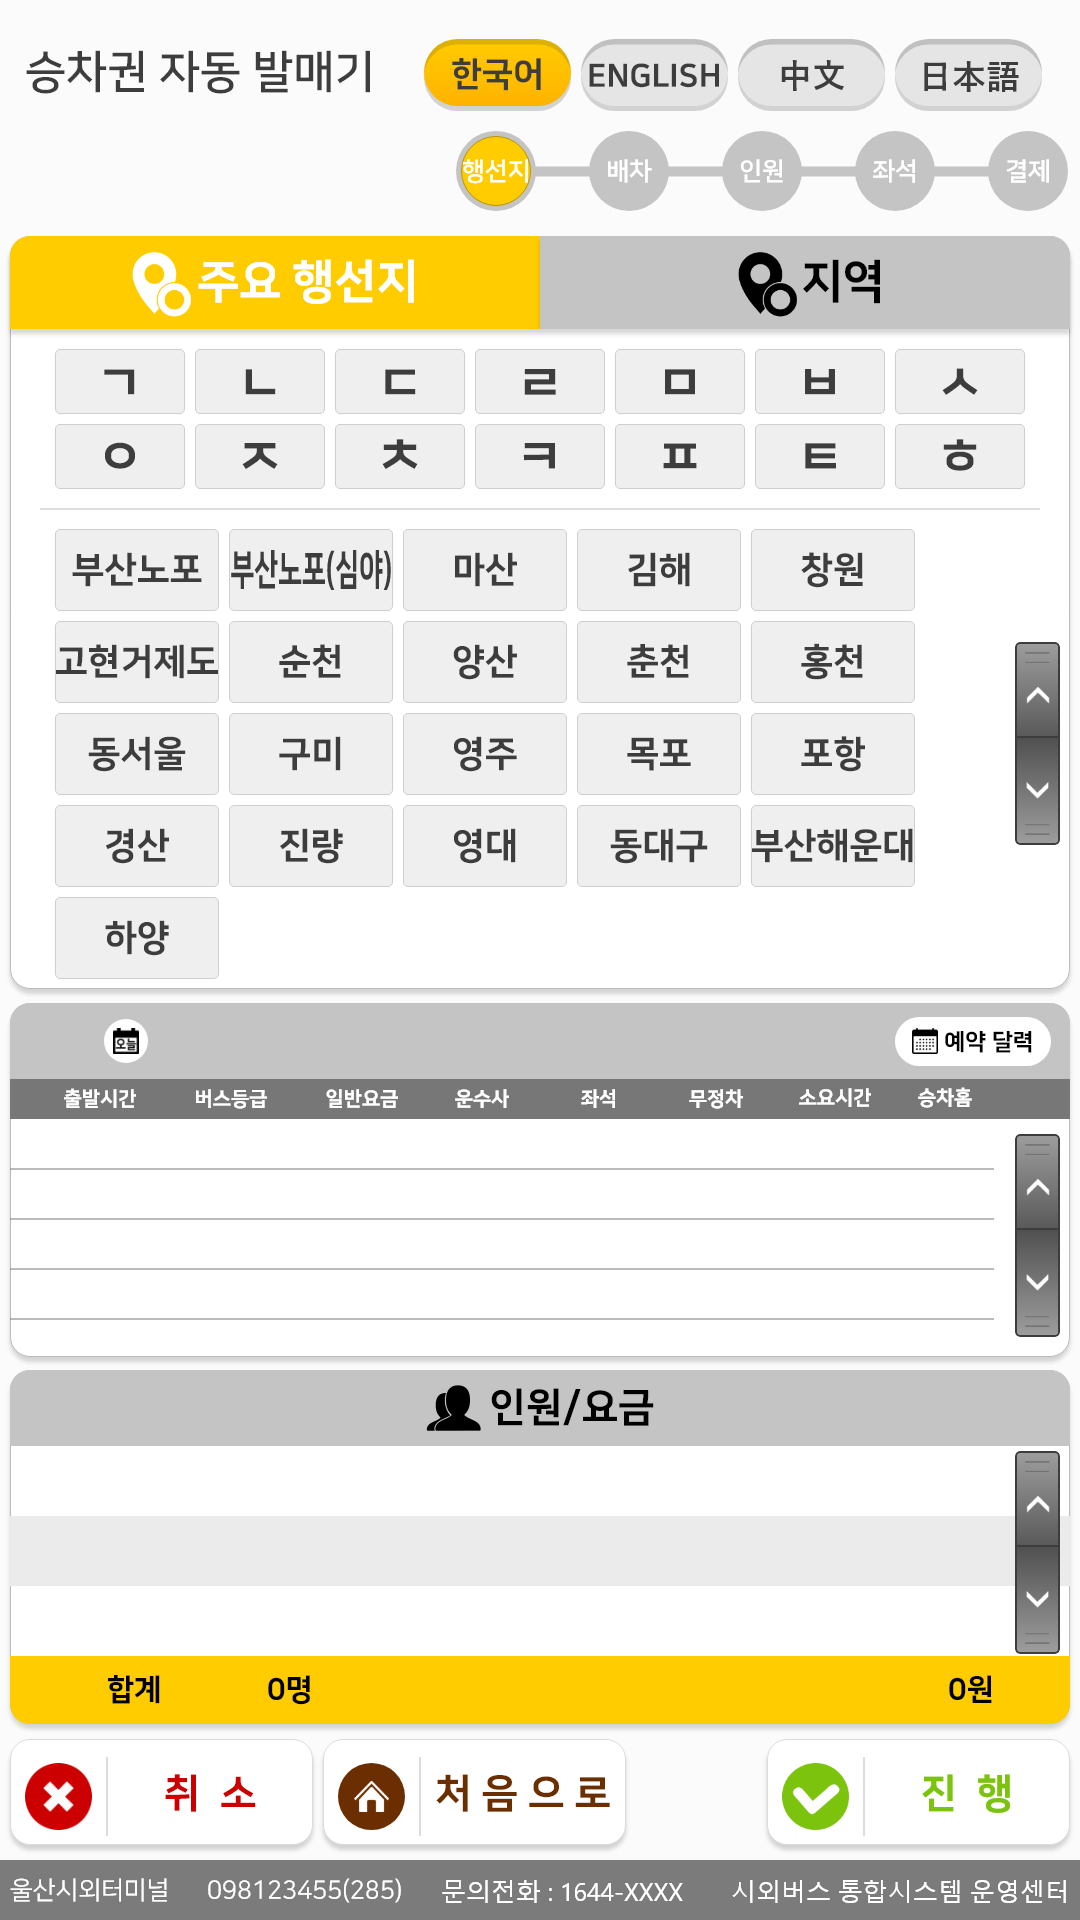 승차권 자동 발매기
한국어 ENGLISH 中文 日本語
행선지 배차 인원 좌석 결제
주요 행선지 지역
ㄱ ㄴ ㄷ ㄹ ㅁ ㅂ ㅅ
ㅇ ㅈ ㅊ ㅋ ㅍ ㅌ ㅎ
부산노포 부산노포(심야) 마산 김해 창원
고현거제도 순천 양산 춘천 홍천
동서울 구미 영주 목포 포항
경산 진량 영대 동대구 부산해운대
하양
오늘 예약 달력
출발시간 버스등급 일반요금 운수사 좌석 무정차 소요시간 승차홈
인원/요금
합계 0명 0원
취 소 처음으로 진 행
울산시외터미널 098123455(285) 문의전화 : 1644-XXXX 시외버스 통합시스템 운영센터